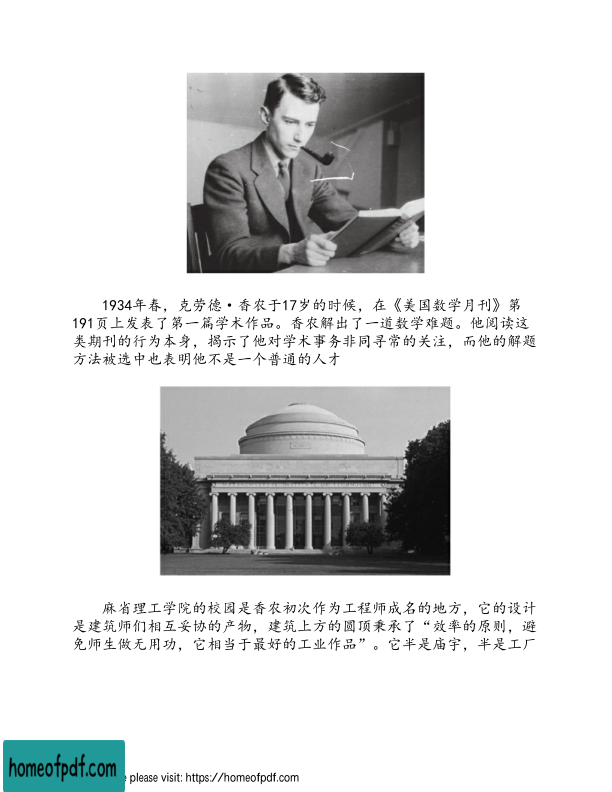 1934年春，克劳德·香农于17岁的时候，在《美国数学月刊》第
191页上发表了第一篇学术作品。香农解出了一道数学难题。他阅读这
类期刊的行为本身，揭示了他对学术事务非同寻常的关注，而他的解题
方法被选中也表明他不是一个普通的人才
麻省理工学院的校园是香农初次作为工程师成名的地方，它的设计
是建筑师们相互妥协的产物，建筑上方的圆顶秉承了“效率的原则，避
免师生做无用功，它相当于最好的工业作品”。它半是庙宇，半是工厂
homeofpdf.com
please visit: https://homeofpdf.com